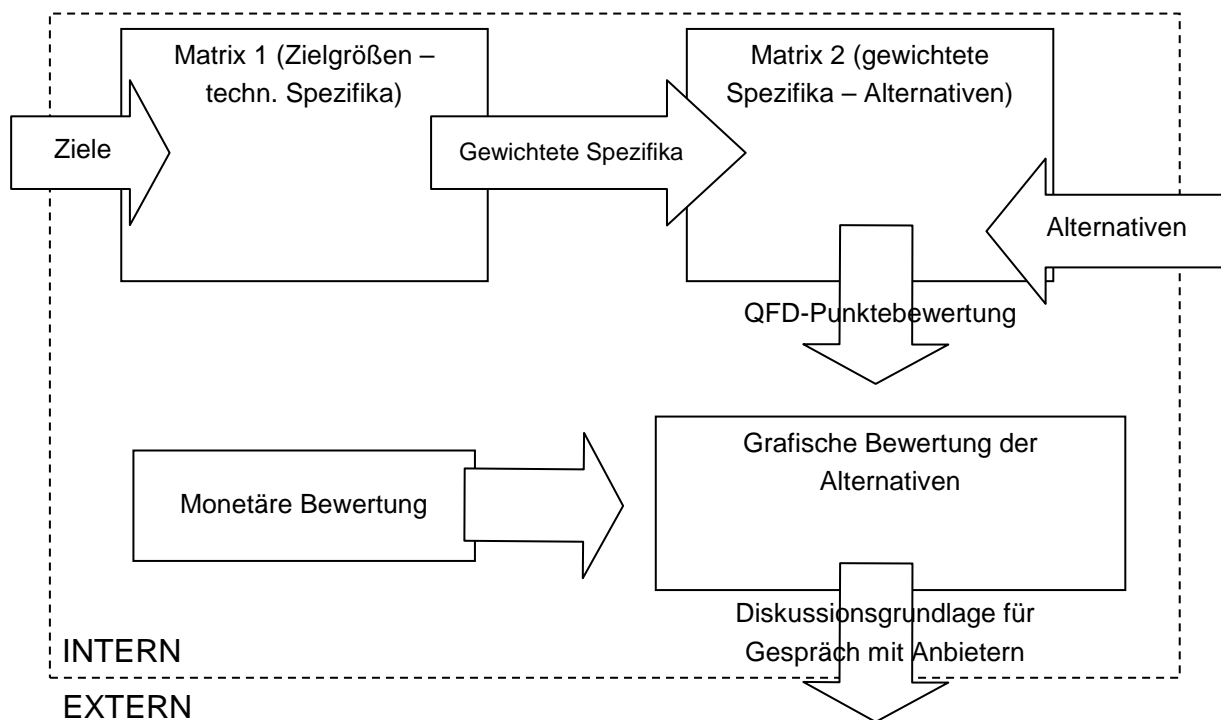 Matrix 1 (Zielgrößen –
techn. Spezifika)
Matrix 2 (gewichtete
Spezifika – Alternativen)
Ziele
Gewichtete Spezifika
Alternativen
QFD-Punktebewertung
Monetäre Bewertung
Grafische Bewertung der
Alternativen
Diskussionsgrundlage für
Gespräch mit Anbietern
INTERN
EXTERN